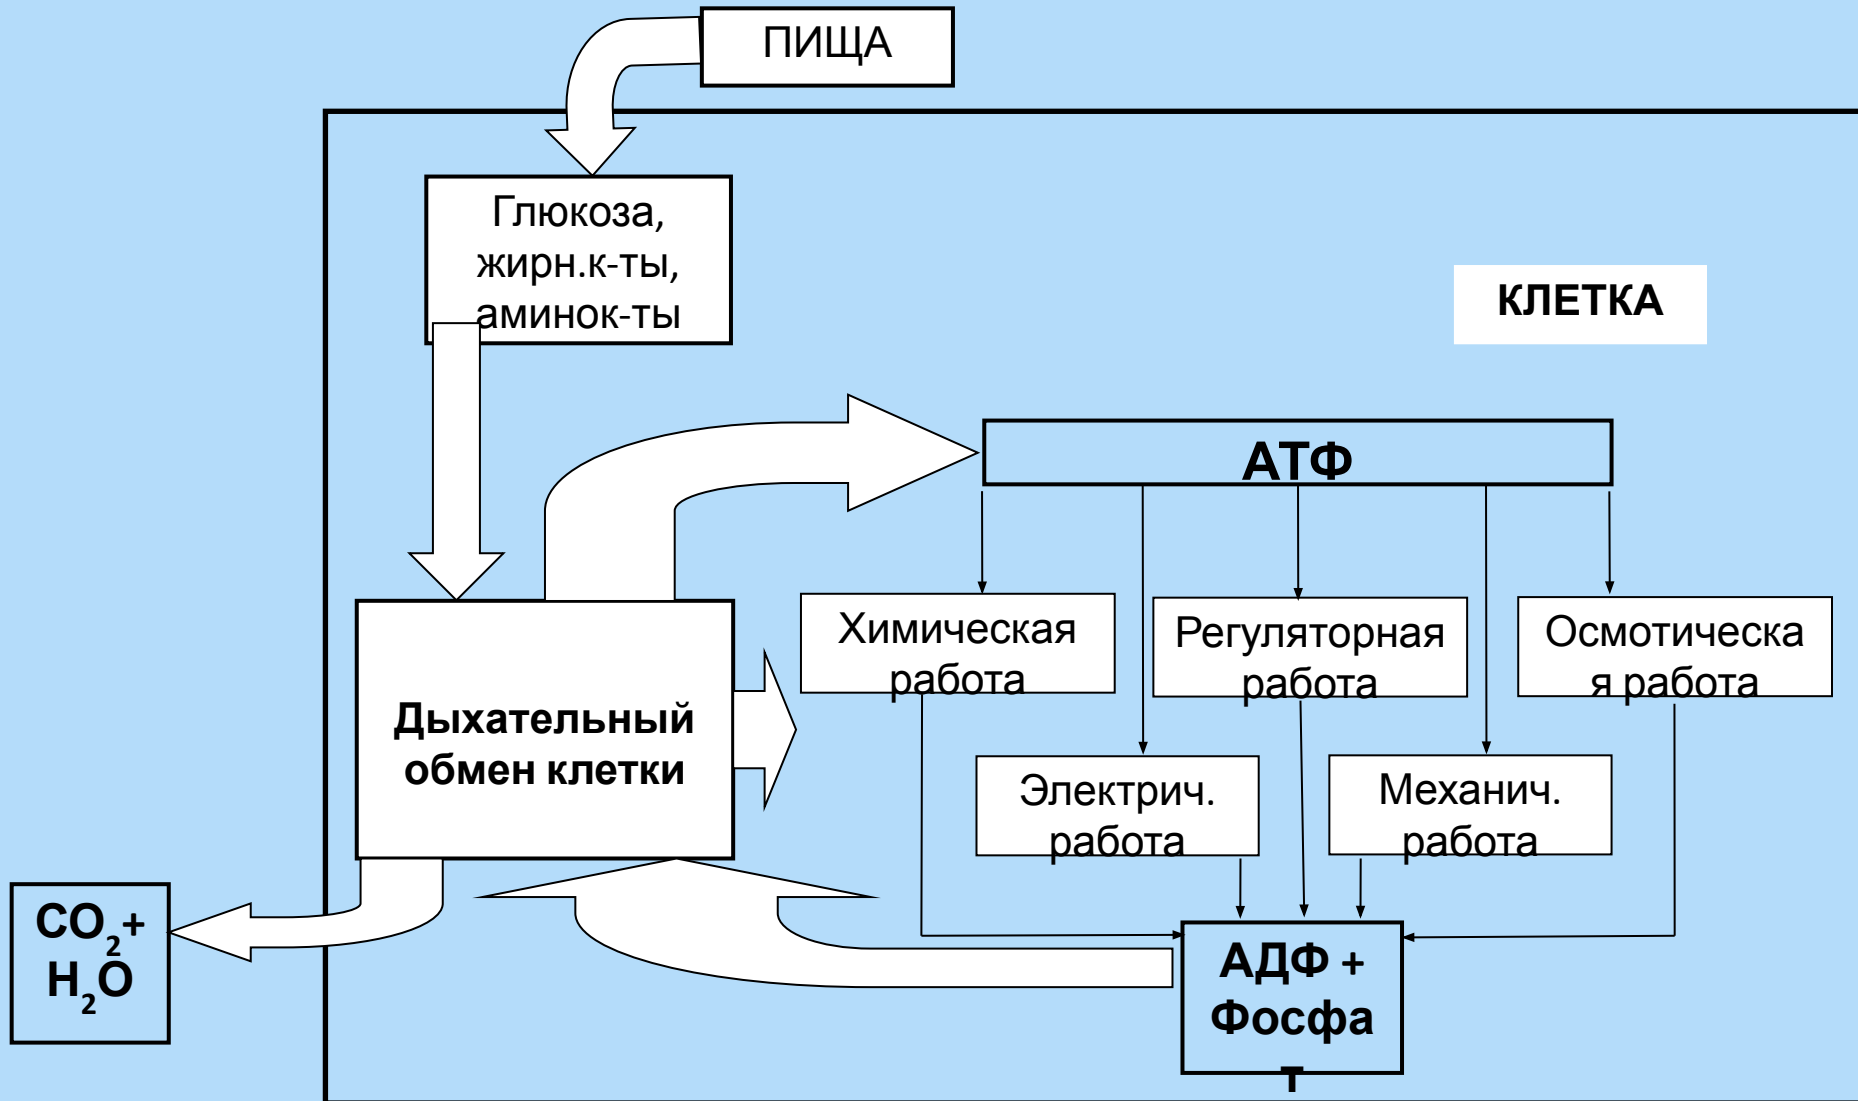 ПИЩА
Глюкоза,
жирн.к-ты,
аминок-ты
КЛЕТКА
АТФ
Химическая
работа
Регуляторная
работа
Осмотическа
я работа
Дыхательный
обмен клетки
Электрич.
работа
Механич.
работа
CO₂+
H₂O
АДФ +
Фосфа
т